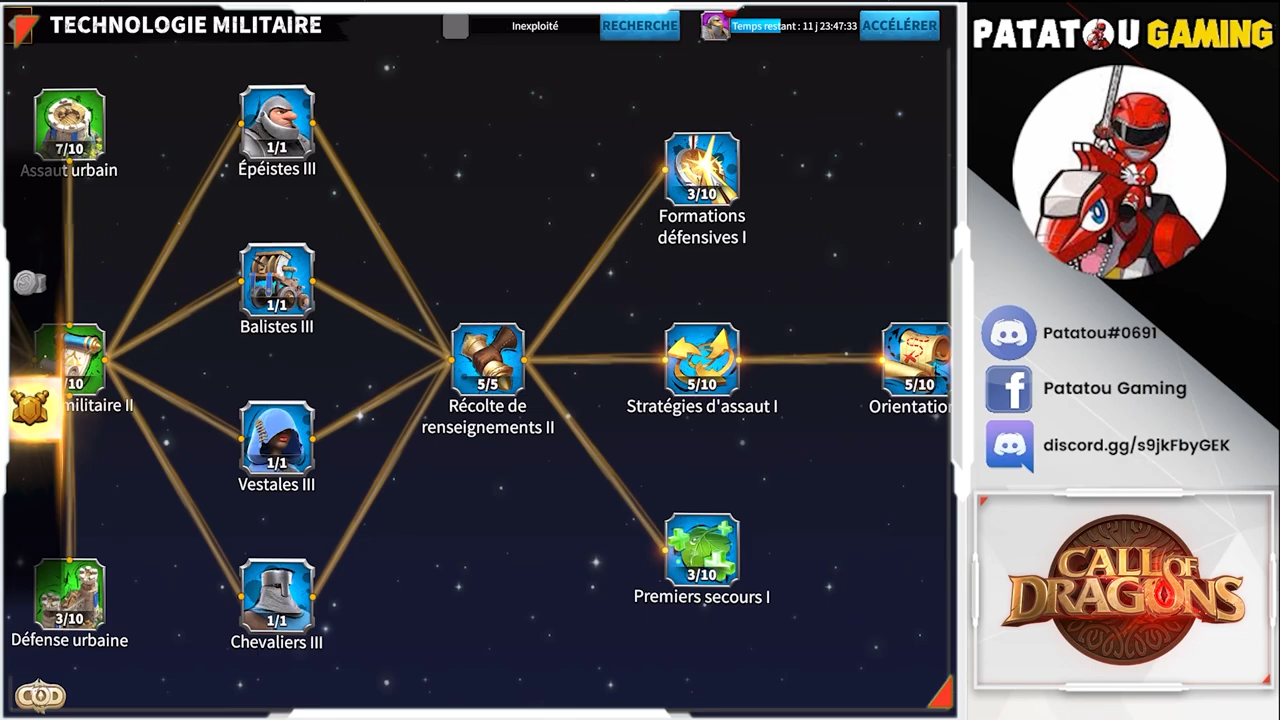 TECHNOLOGIE MILITAIRE
Inexploité
RECHERCHE
Temps restant : 11 j 23:47:33
ACCÉLÉRER
PATATOU GAMING
7/10
Assaut urbain
1/1
Épéistes III
3/10
Formations
défensives I
1/1
Balistes III
/10
militaire II
5/5
Récolte de
renseignements II
5/10
Stratégies d'assaut I
5/10
Orientation
1/1
Vestales III
3/10
Premiers secours I
3/10
Défense urbaine
1/1
Chevaliers III
COD
Patatou#0691
Patatou Gaming
discord.gg/s9jkFbyGEK
CALL OF
DRAGONS